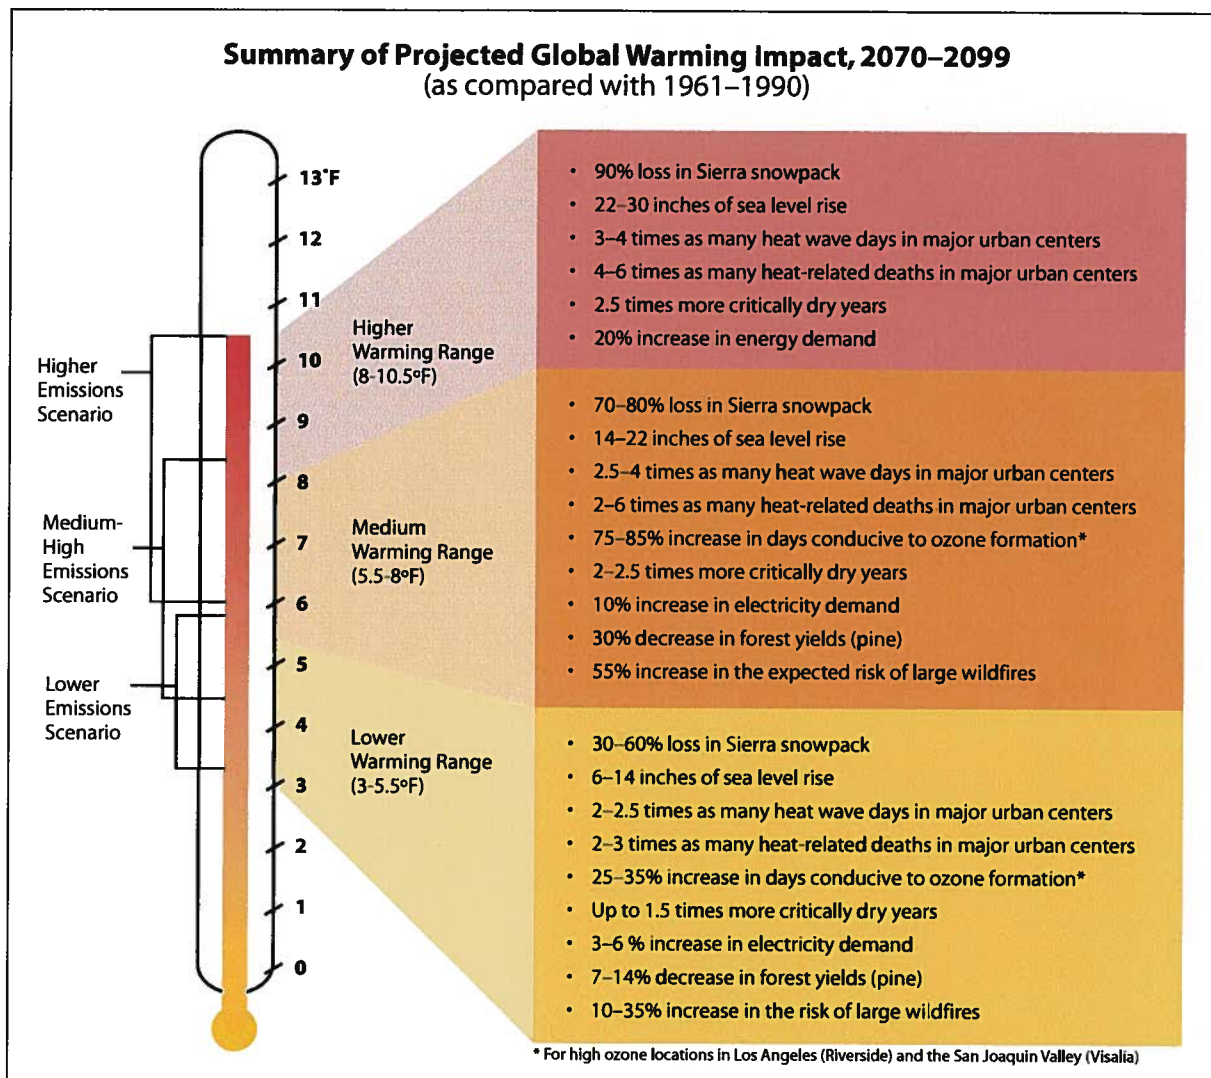 Summary of Projected Global Warming Impact, 2070–2099
(as compared with 1961–1990)
13˚F
12
11
10
9
8
7
6
5
4
3
2
1
0
Higher
Emissions
Scenario
Medium-
High
Emissions
Scenario
Lower
Emissions
Scenario
Higher
Warming Range
(8-10.5ºF)
Medium
Warming Range
(5.5-8ºF)
Lower
Warming Range
(3-5.5ºF)
• 90% loss in Sierra snowpack
• 22–30 inches of sea level rise
• 3–4 times as many heat wave days in major urban centers
• 4–6 times as many heat-related deaths in major urban centers
• 2.5 times more critically dry years
• 20% increase in energy demand
• 70–80% loss in Sierra snowpack
• 14–22 inches of sea level rise
• 2.5–4 times as many heat wave days in major urban centers
• 2–6 times as many heat-related deaths in major urban centers
• 75–85% increase in days conducive to ozone formation*
• 2–2.5 times more critically dry years
• 10% increase in electricity demand
• 30% decrease in forest yields (pine)
• 55% increase in the expected risk of large wildfires
• 30–60% loss in Sierra snowpack
• 6–14 inches of sea level rise
• 2–2.5 times as many heat wave days in major urban centers
• 2–3 times as many heat-related deaths in major urban centers
• 25–35% increase in days conducive to ozone formation*
• Up to 1.5 times more critically dry years
• 3–6 % increase in electricity demand
• 7–14% decrease in forest yields (pine)
• 10–35% increase in the risk of large wildfires
* For high ozone locations in Los Angeles (Riverside) and the San Joaquin Valley (Visalia)